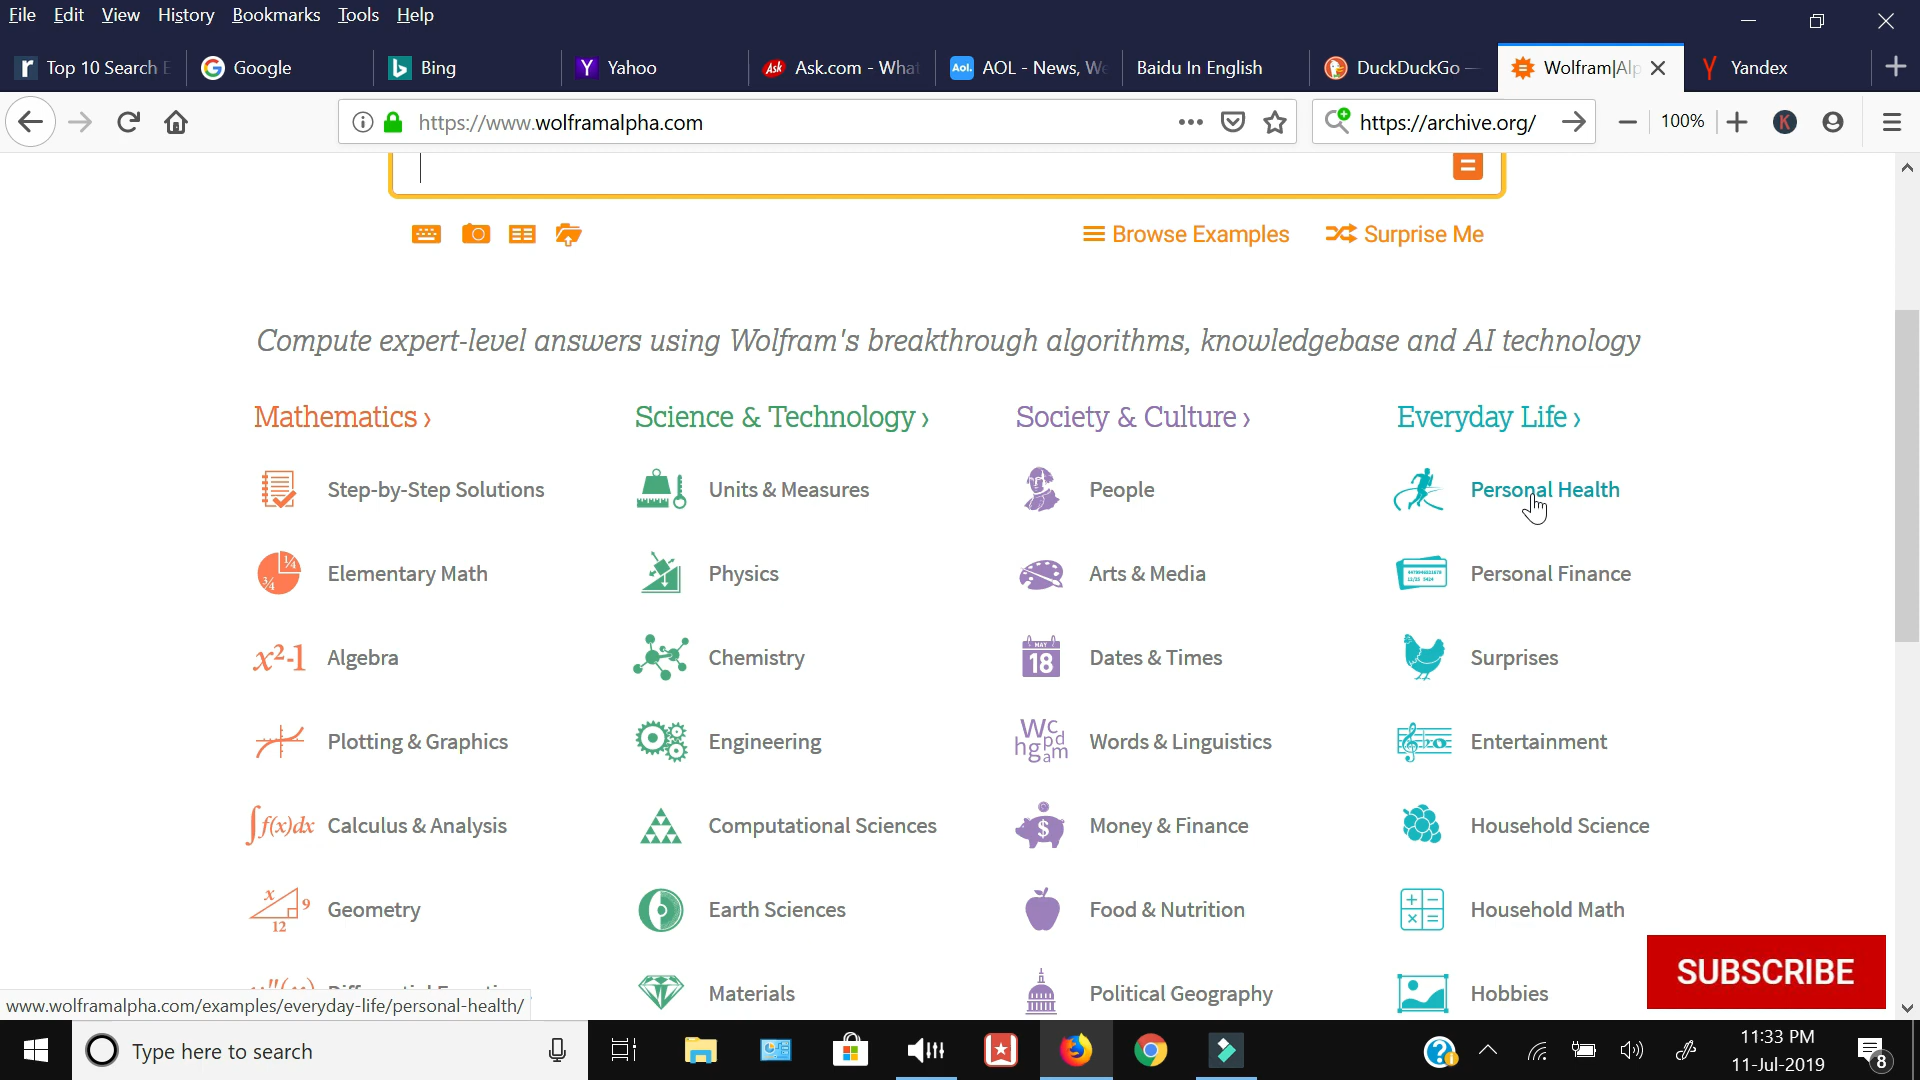 File Edit View History Bookmarks Tools Help
Top 10 Search E
Google
Bing
Yahoo
Ask.com - What
AOL - News, We
Baidu In English
DuckDuckGo —
Wolfram|Alp
Yandex
https://www.wolframalpha.com
https://archive.org/
100%
K
=
Browse Examples
Surprise Me
Compute expert-level answers using Wolfram's breakthrough algorithms, knowledgebase and AI technology
Mathematics ›
Step-by-Step Solutions
Elementary Math
Algebra
Plotting & Graphics
Calculus & Analysis
Geometry
Science & Technology ›
Units & Measures
Physics
Chemistry
Engineering
Computational Sciences
Earth Sciences
Materials
Society & Culture ›
People
Arts & Media
Dates & Times
Words & Linguistics
Money & Finance
Food & Nutrition
Political Geography
Everyday Life ›
Personal Health
Personal Finance
Surprises
Entertainment
Household Science
Household Math
Hobbies
SUBSCRIBE
www.wolframalpha.com/examples/everyday-life/personal-health/
Type here to search
11:33 PM
11-Jul-2019
8